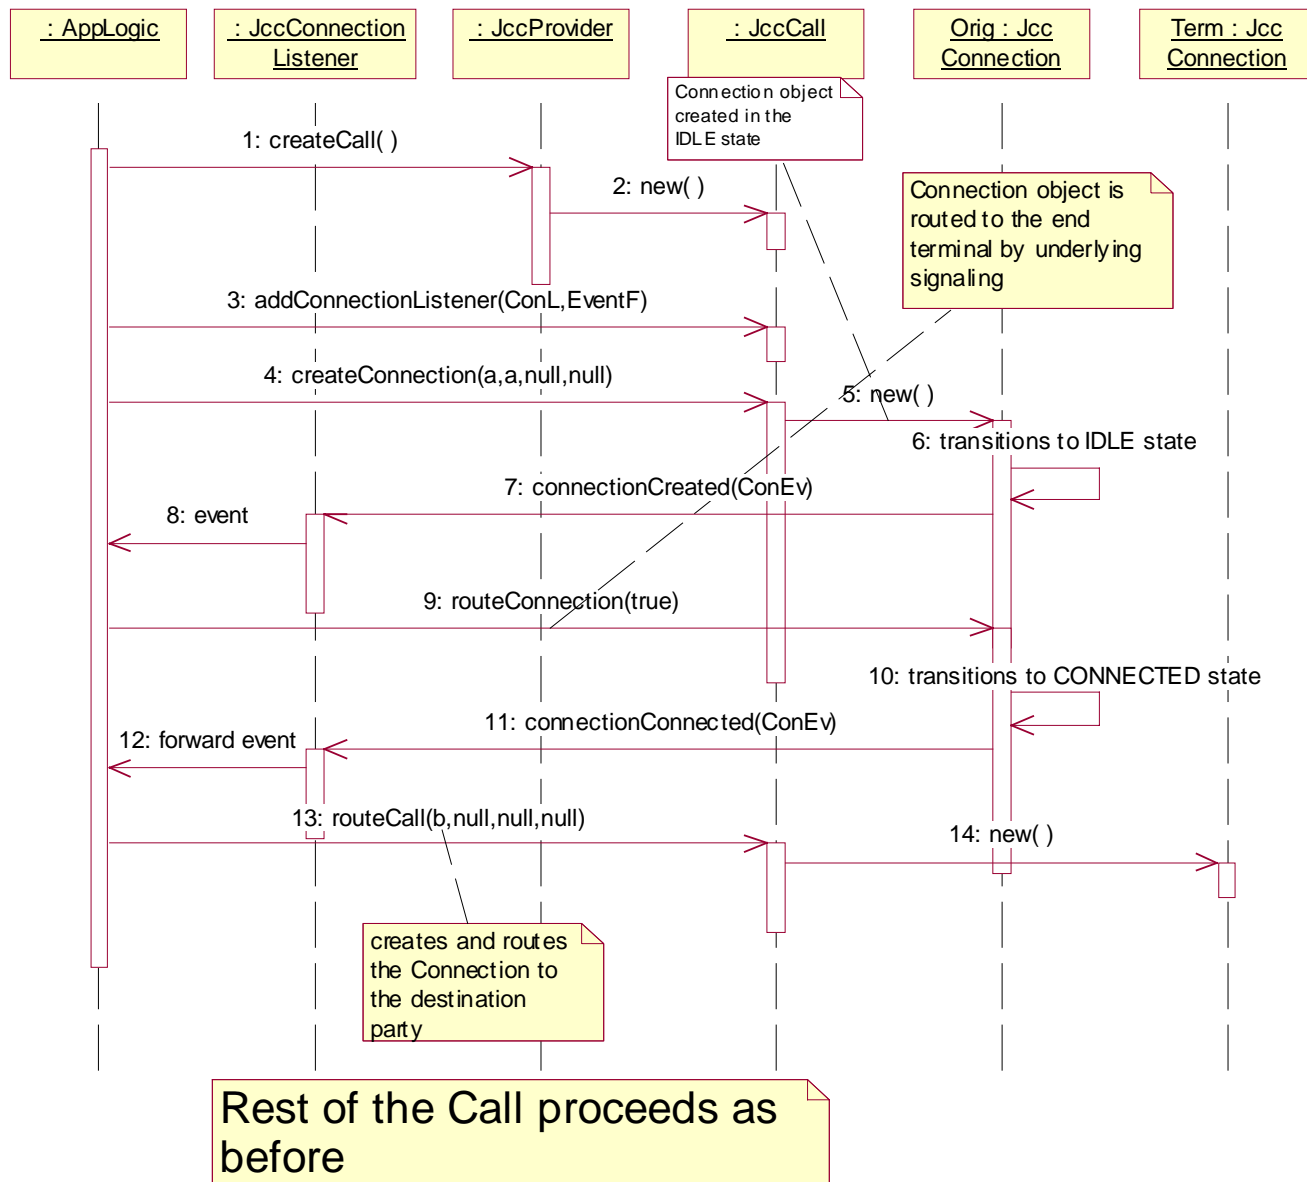 : AppLogic
: JccConnection
Listener
: JccProvider
: JccCall
Orig : Jcc
Connection
Term : Jcc
Connection
Connection object
created in the
IDLE state
1: createCall( )
2: new( )
Connection object is
routed to the end
terminal by underlying
signaling
3: addConnectionListener(ConL,EventF)
4: createConnection(a,a,null,null)
5: new( )
6: transitions to IDLE state
7: connectionCreated(ConEv)
8: event
9: routeConnection(true)
10: transitions to CONNECTED state
11: connectionConnected(ConEv)
12: forward event
13: routeCall(b,null,null,null)
14: new( )
creates and routes
the Connection to
the destination
party
Rest of the Call proceeds as
before